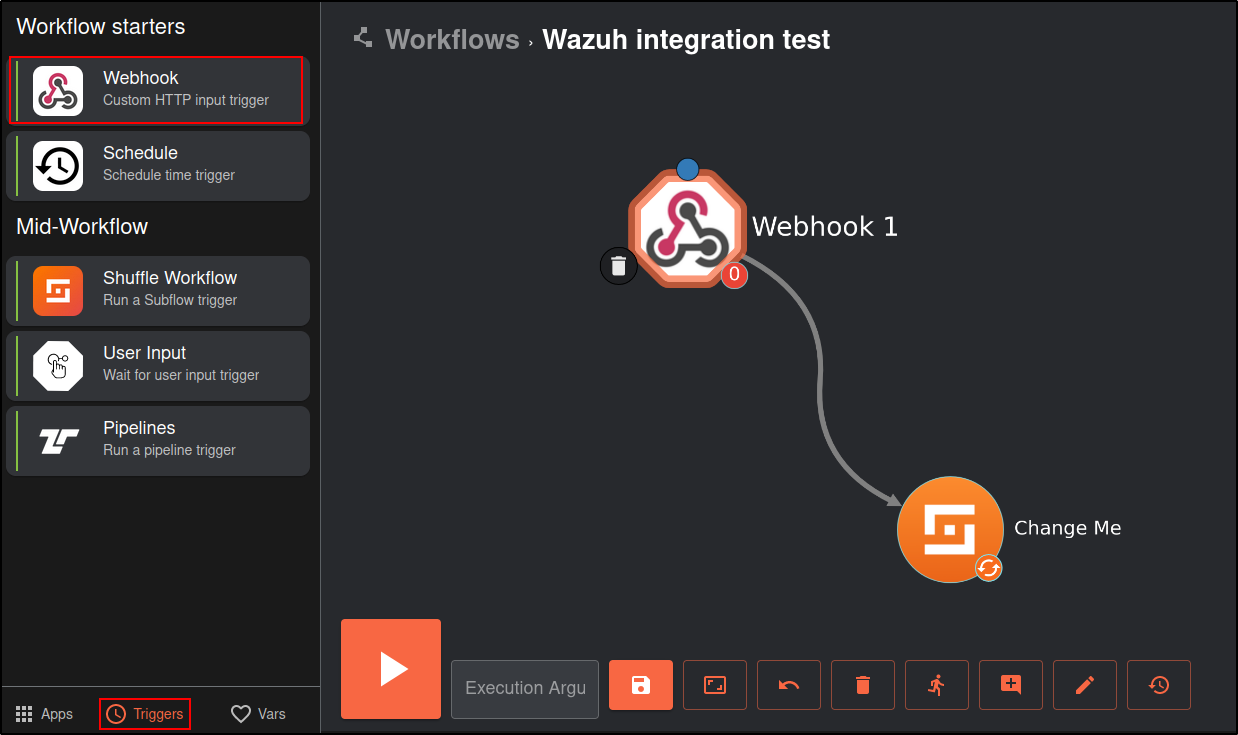 Workflow starters
Webhook
Custom HTTP input trigger
Schedule
Schedule time trigger
Mid-Workflow
Shuffle Workflow
Run a Subflow trigger
User Input
Wait for user input trigger
Pipelines
Run a pipeline trigger
Apps
Triggers
Vars
Workflows › Wazuh integration test
Webhook 1
0
Change Me
Execution Argu